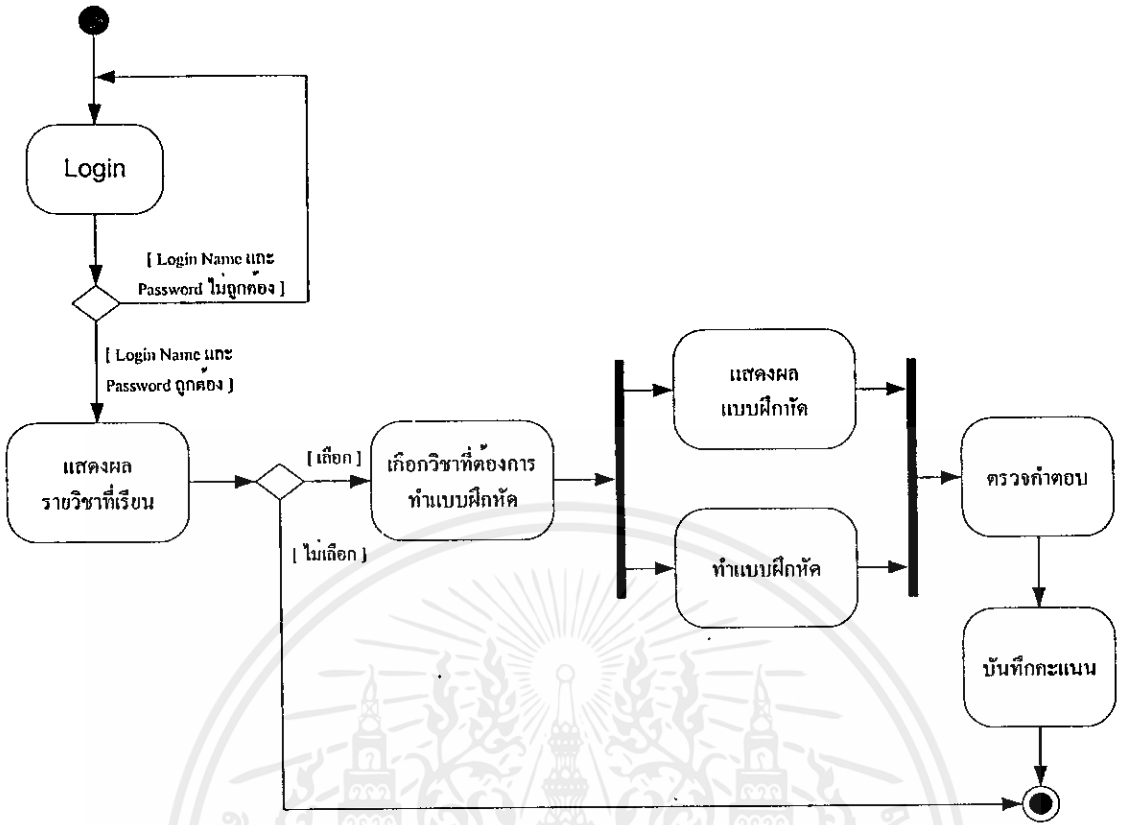 Login
[ Login Name และ
Password ไม่ถูกต้อง ]
[ Login Name และ
Password ถูกต้อง ]
แสดงผล
รายวิชาที่เรียน
[ เลือก ]
[ ไม่เลือก ]
เลือกวิชาที่ต้องการ
ทำแบบฝึกหัด
แสดงผล
แบบฝึกหัด
ทำแบบฝึกหัด
ตรวจคำตอบ
บันทึกคะแนน